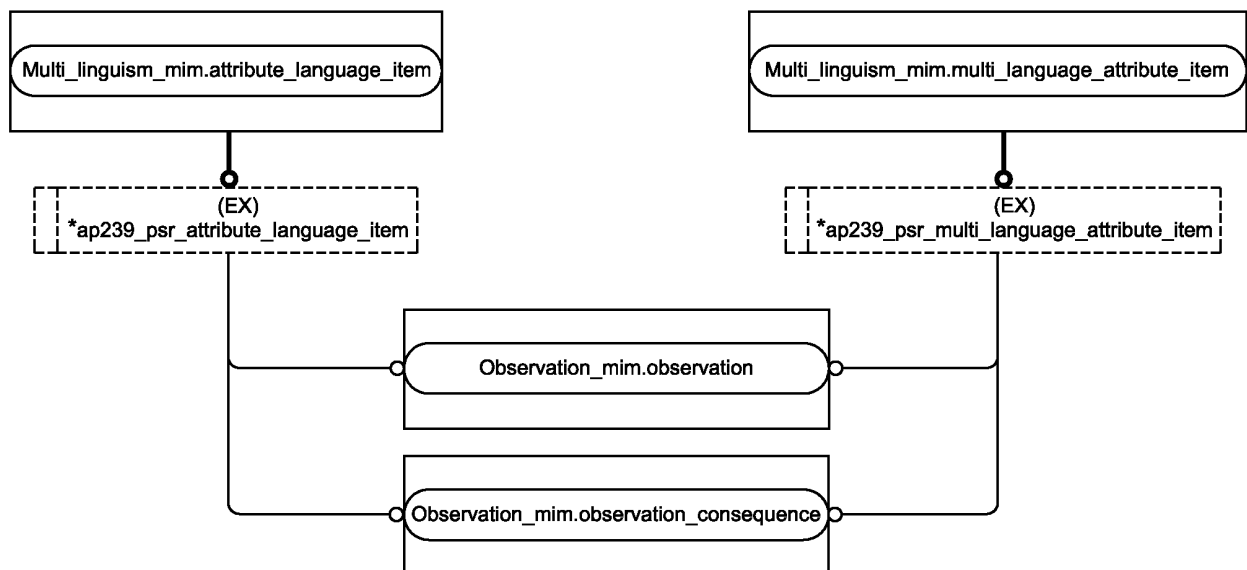 Multi_linguism_mim.attribute_language_item
Multi_linguism_mim.multi_language_attribute_item
(EX)
*ap239_psr_attribute_language_item
(EX)
*ap239_psr_multi_language_attribute_item
Observation_mim.observation
Observation_mim.observation_consequence